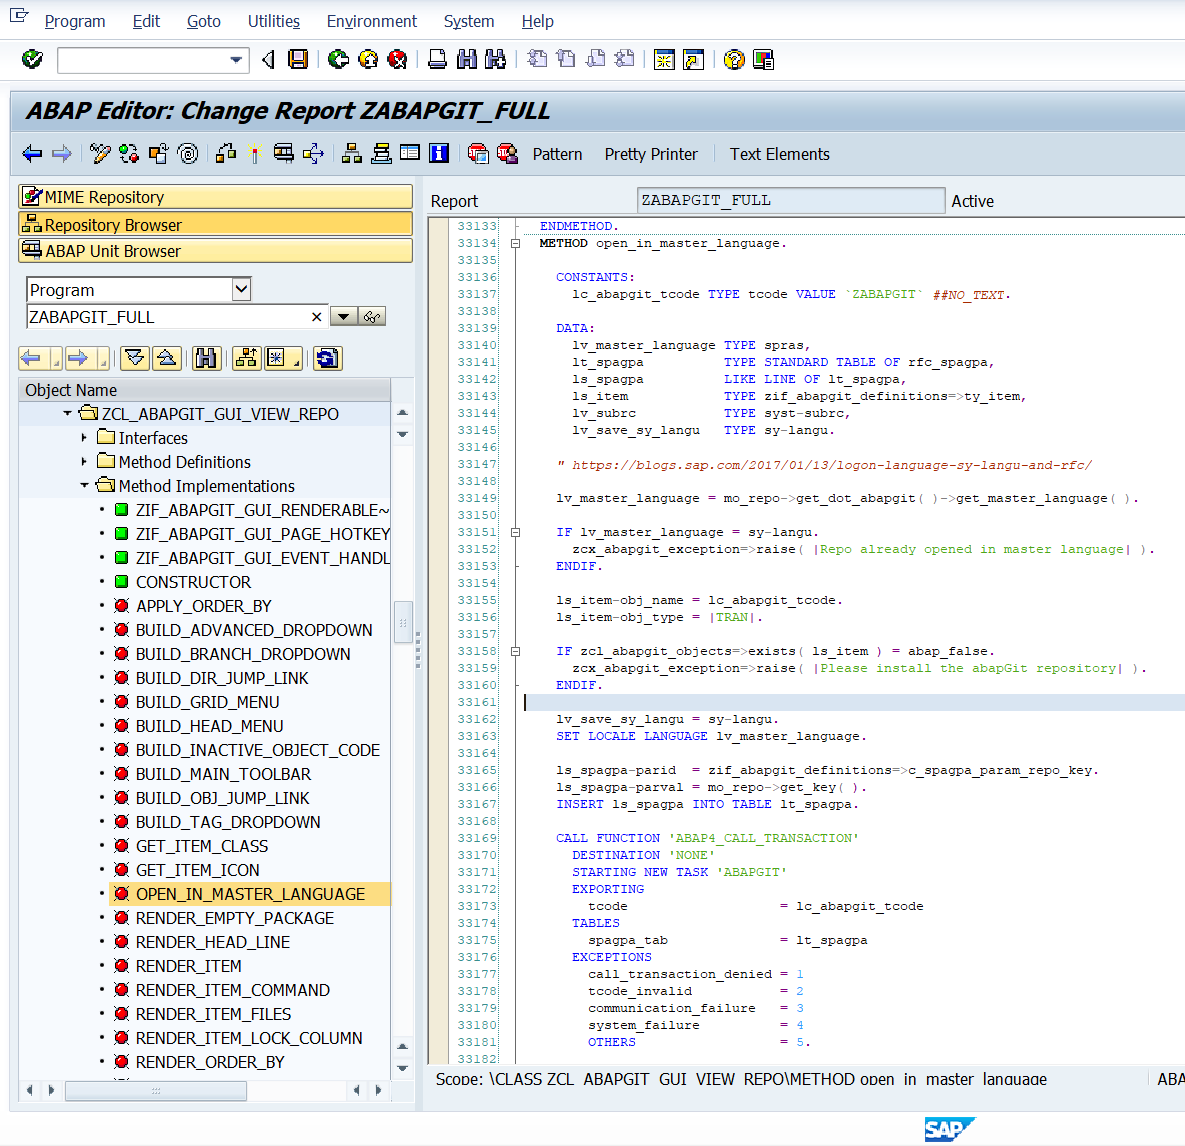 Program Edit Goto Utilities Environment System Help
ABAP Editor: Change Report ZABAPGIT_FULL
Pattern Pretty Printer Text Elements
MIME Repository
Repository Browser
ABAP Unit Browser
Program
ZABAPGIT_FULL
Object Name
ZCL_ABAPGIT_GUI_VIEW_REPO
Interfaces
Method Definitions
Method Implementations
ZIF_ABAPGIT_GUI_RENDERABLE~
ZIF_ABAPGIT_GUI_PAGE_HOTKEY
ZIF_ABAPGIT_GUI_EVENT_HANDL
CONSTRUCTOR
APPLY_ORDER_BY
BUILD_ADVANCED_DROPDOWN
BUILD_BRANCH_DROPDOWN
BUILD_DIR_JUMP_LINK
BUILD_GRID_MENU
BUILD_HEAD_MENU
BUILD_INACTIVE_OBJECT_CODE
BUILD_MAIN_TOOLBAR
BUILD_OBJ_JUMP_LINK
BUILD_TAG_DROPDOWN
GET_ITEM_CLASS
GET_ITEM_ICON
OPEN_IN_MASTER_LANGUAGE
RENDER_EMPTY_PACKAGE
RENDER_HEAD_LINE
RENDER_ITEM
RENDER_ITEM_COMMAND
RENDER_ITEM_FILES
RENDER_ITEM_LOCK_COLUMN
RENDER_ORDER_BY
Report ZABAPGIT_FULL Active
33133 ENDMETHOD.
33134 METHOD open_in_master_language.
33135
33136 CONSTANTS:
33137 lc_abapgit_tcode TYPE tcode VALUE `ZABAPGIT` ##NO_TEXT.
33138
33139 DATA:
33140 lv_master_language TYPE spras,
33141 lt_spagpa TYPE STANDARD TABLE OF rfc_spagpa,
33142 ls_spagpa LIKE LINE OF lt_spagpa,
33143 ls_item TYPE zif_abapgit_definitions=>ty_item,
33144 lv_subrc TYPE syst-subrc,
33145 lv_save_sy_langu TYPE sy-langu.
33146
33147 " https://blogs.sap.com/2017/01/13/logon-language-sy-langu-and-rfc/
33148
33149 lv_master_language = mo_repo->get_dot_abapgit( )->get_master_language( ).
33150
33151 IF lv_master_language = sy-langu.
33152 zcx_abapgit_exception=>raise( |Repo already opened in master language| ).
33153 ENDIF.
33154
33155 ls_item-obj_name = lc_abapgit_tcode.
33156 ls_item-obj_type = |TRAN|.
33157
33158 IF zcl_abapgit_objects=>exists( ls_item ) = abap_false.
33159 zcx_abapgit_exception=>raise( |Please install the abapGit repository| ).
33160 ENDIF.
33161
33162 lv_save_sy_langu = sy-langu.
33163 SET LOCALE LANGUAGE lv_master_language.
33164
33165 ls_spagpa-parid = zif_abapgit_definitions=>c_spagpa_param_repo_key.
33166 ls_spagpa-parval = mo_repo->get_key( ).
33167 INSERT ls_spagpa INTO TABLE lt_spagpa.
33168
33169 CALL FUNCTION 'ABAP4_CALL_TRANSACTION'
33170 DESTINATION 'NONE'
33171 STARTING NEW TASK 'ABAPGIT'
33172 EXPORTING
33173 tcode = lc_abapgit_tcode
33174 TABLES
33175 spagpa_tab = lt_spagpa
33176 EXCEPTIONS
33177 call_transaction_denied = 1
33178 tcode_invalid = 2
33179 communication_failure = 3
33180 system_failure = 4
33181 OTHERS = 5.
33182
Scope: \CLASS ZCL_ABAPGIT_GUI_VIEW_REPO\METHOD open_in_master_language ABA
SAP